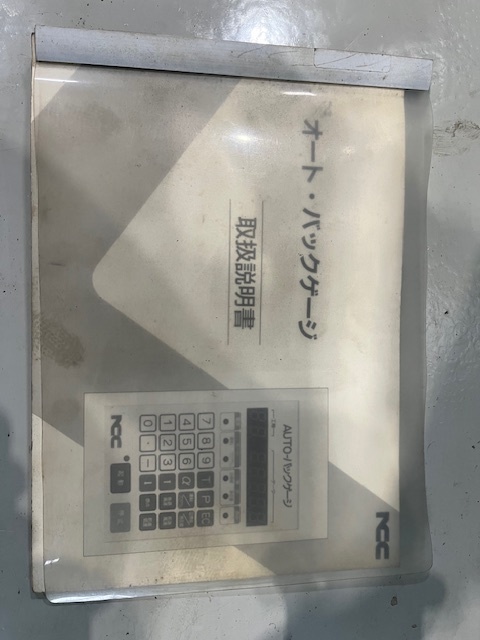 オート・バックゲージ
取扱説明書
AUTO-バックゲージ
7 8 9 T P EC
4 5 6 α
1 2 3
0 · −
NCC
NCC